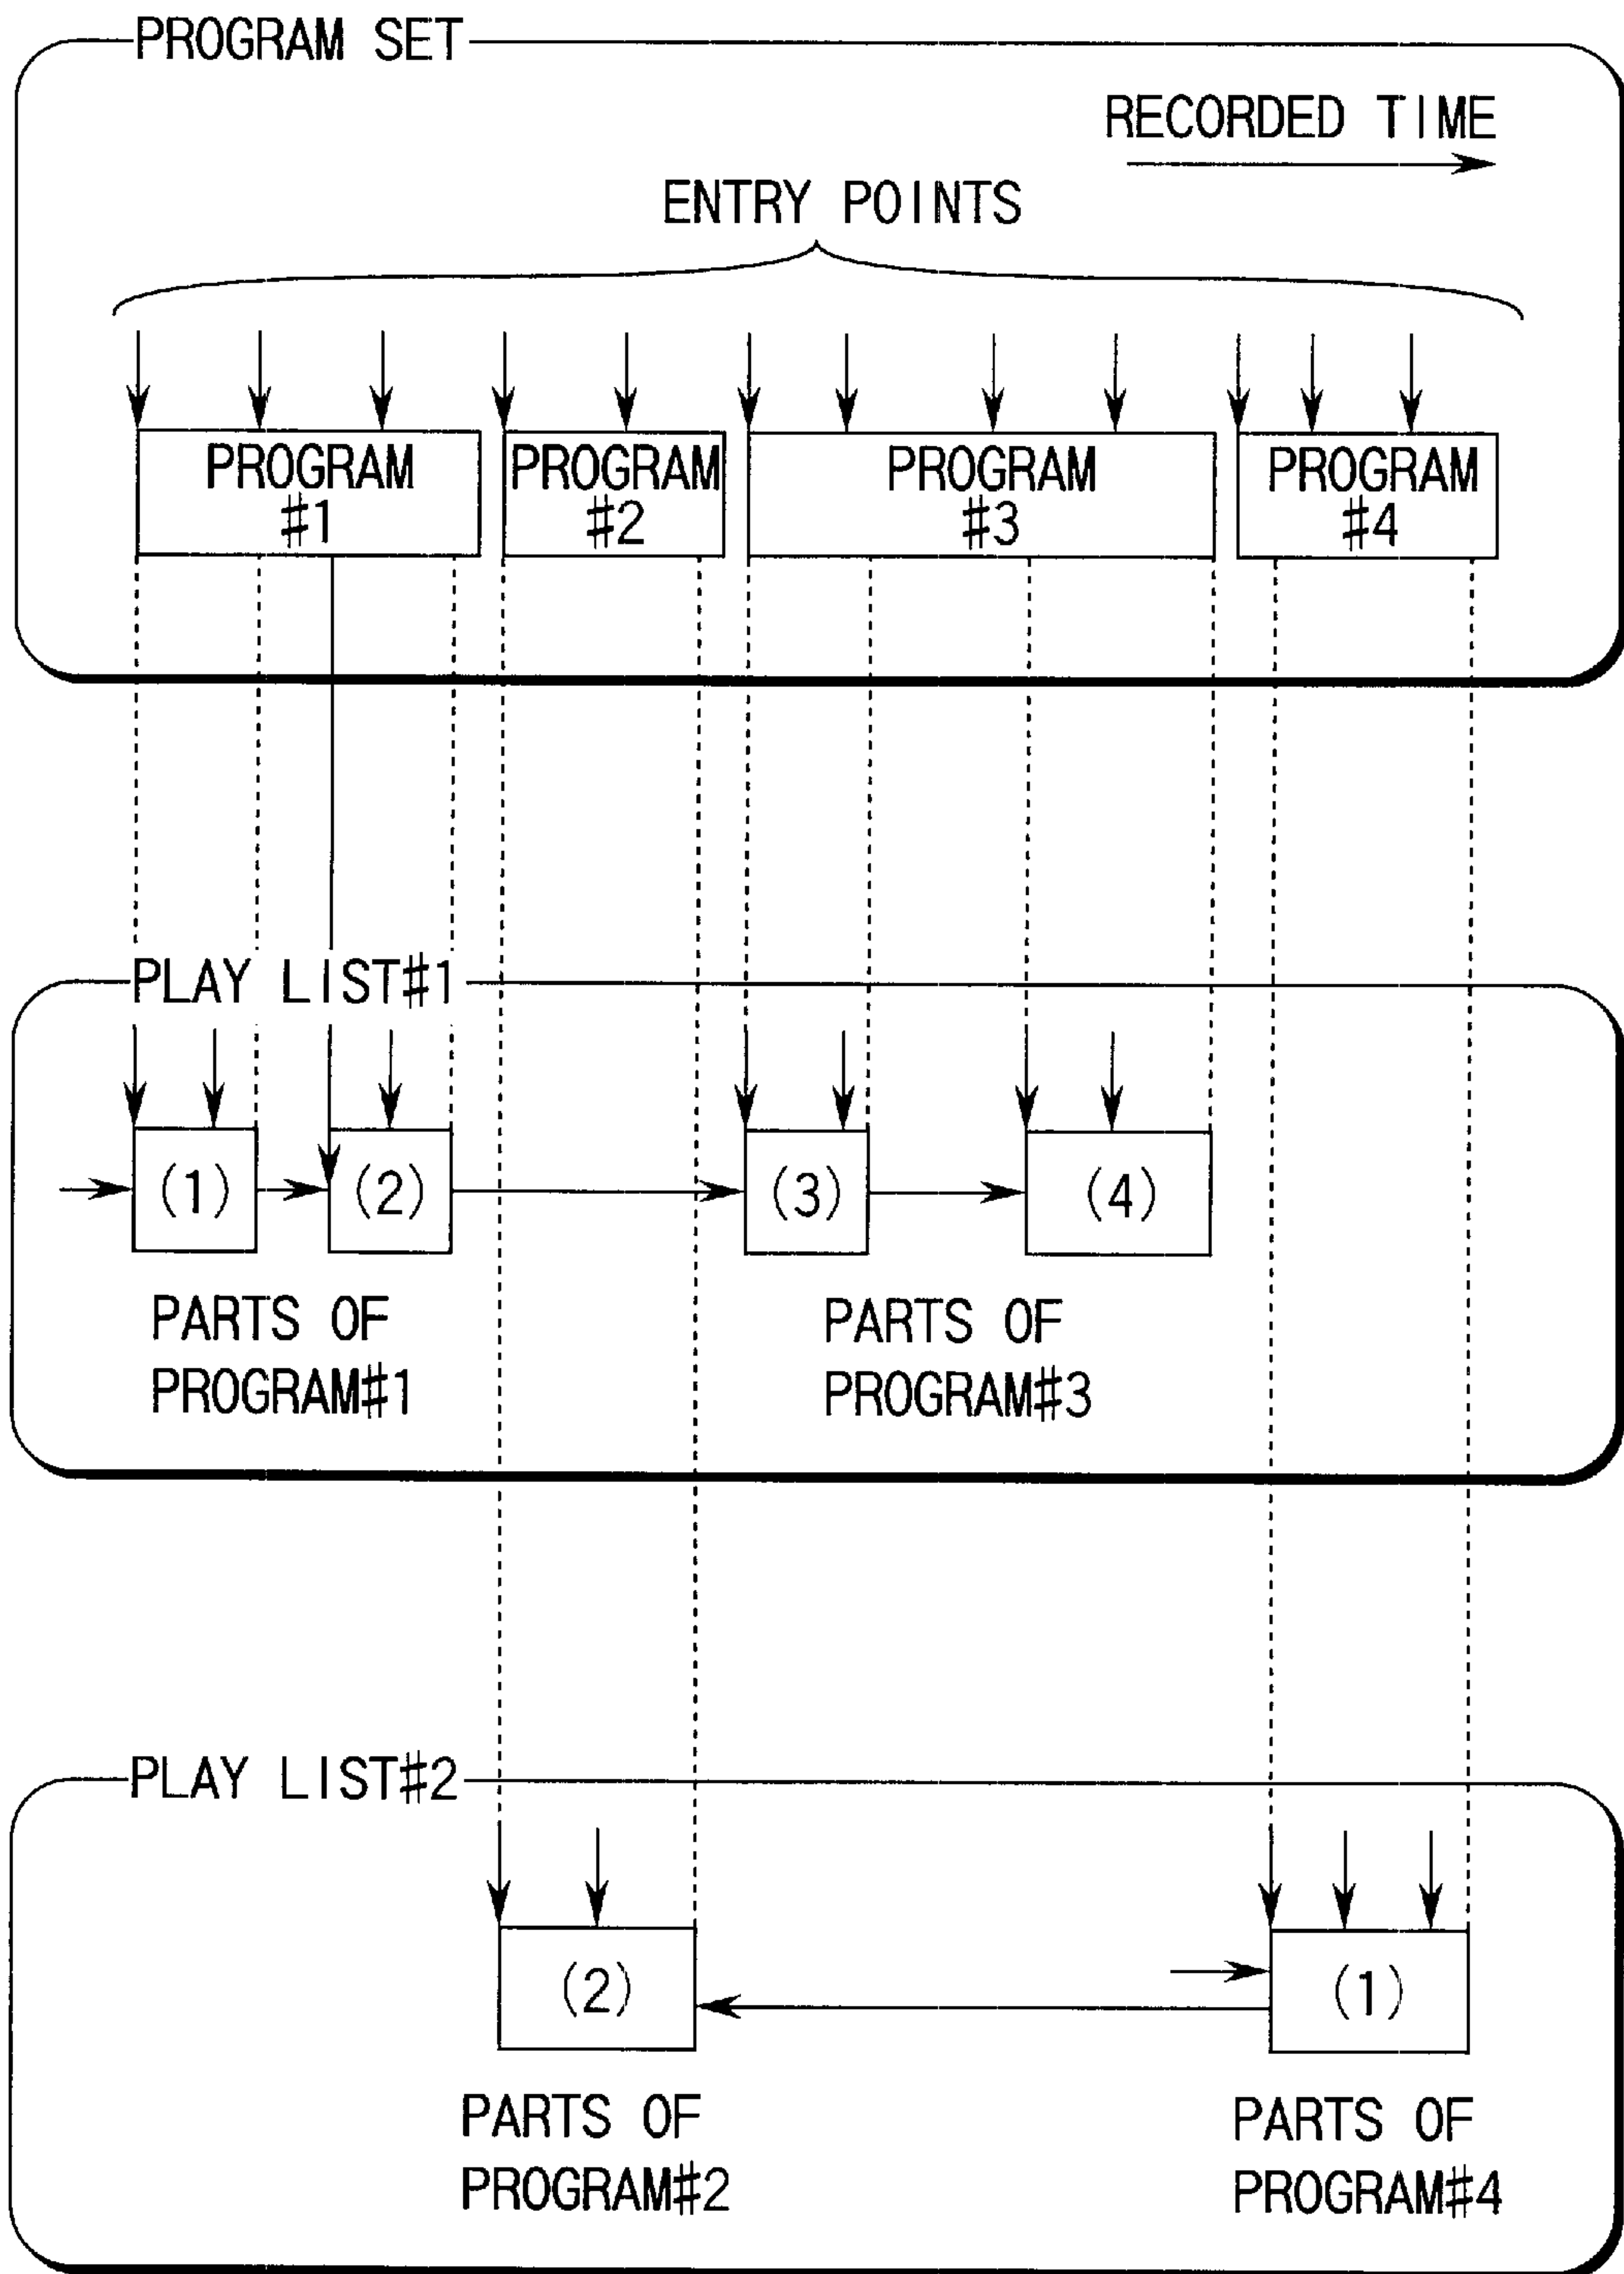 PROGRAM SET
RECORDED TIME
ENTRY POINTS
PROGRAM
#1
PROGRAM
#2
PROGRAM
#3
PROGRAM
#4
PLAY LIST#1
(1)
(2)
(3)
(4)
PARTS OF
PROGRAM#1
PARTS OF
PROGRAM#3
PLAY LIST#2
(2)
(1)
PARTS OF
PROGRAM#2
PARTS OF
PROGRAM#4